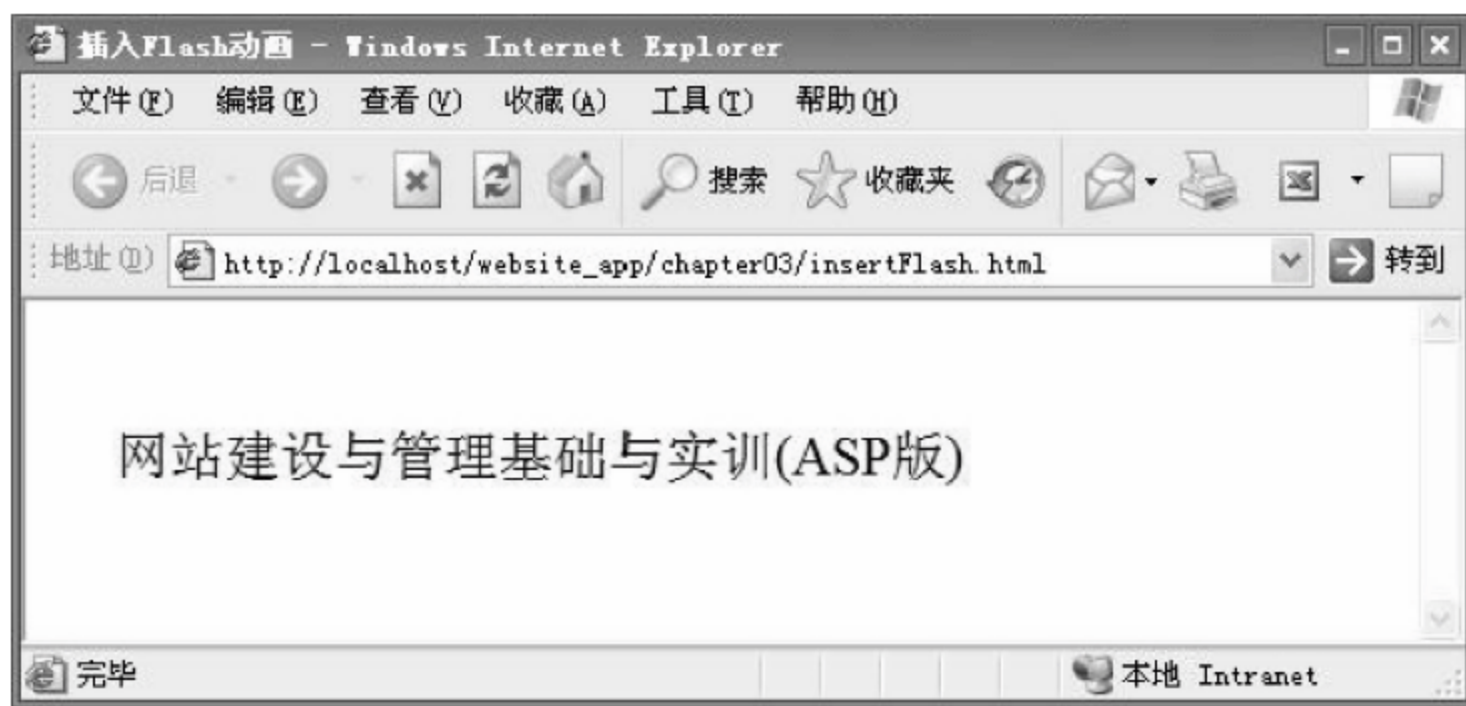 插入Flash动画 - Windows Internet Explorer
文件(F) 编辑(E) 查看(V) 收藏(A) 工具(T) 帮助(H)
后退 搜索 收藏夹
地址(D) http://localhost/website_app/chapter03/insertFlash.html 转到
网站建设与管理基础与实训(ASP版)
完毕 本地 Intranet